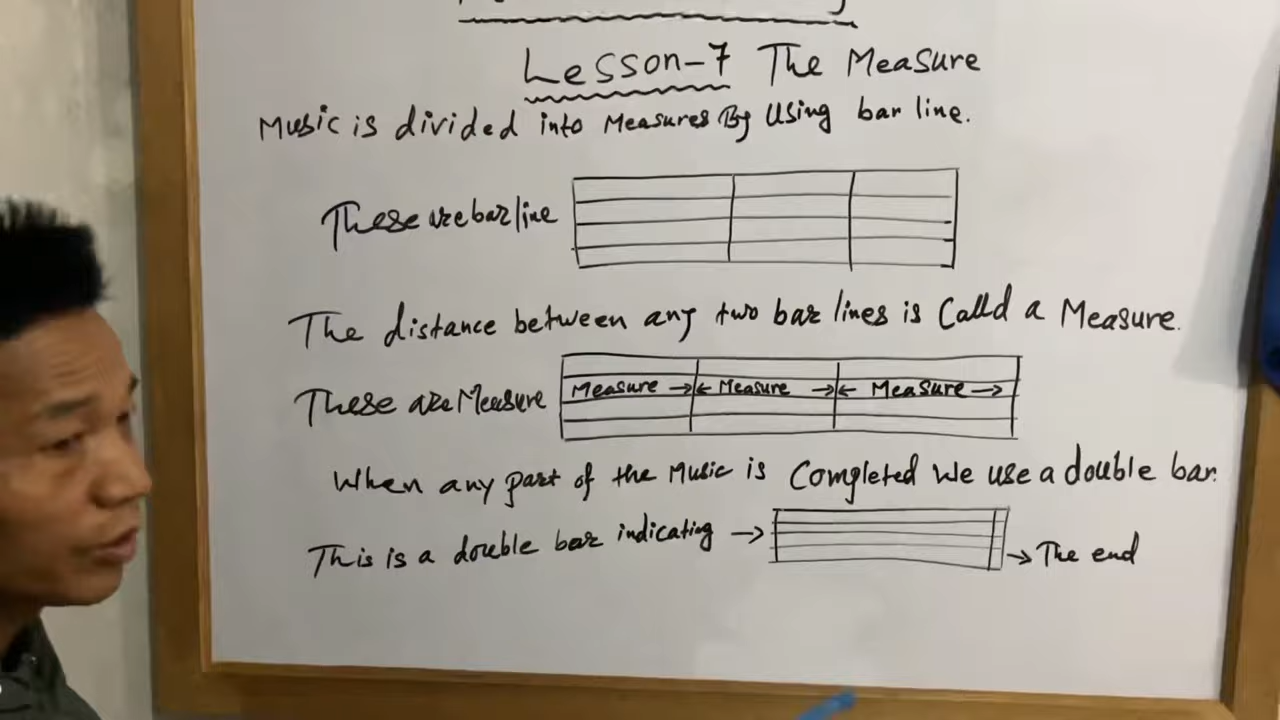 Lesson-7 The Measure
Music is divided into Measures By Using bar line.
These are bar line
The distance between any two bar lines is Calld a Measure.
These are Measure Measure Measure Measure
When any part of the Music is Completed We use a double bar.
This is a double bar indicating → → The end